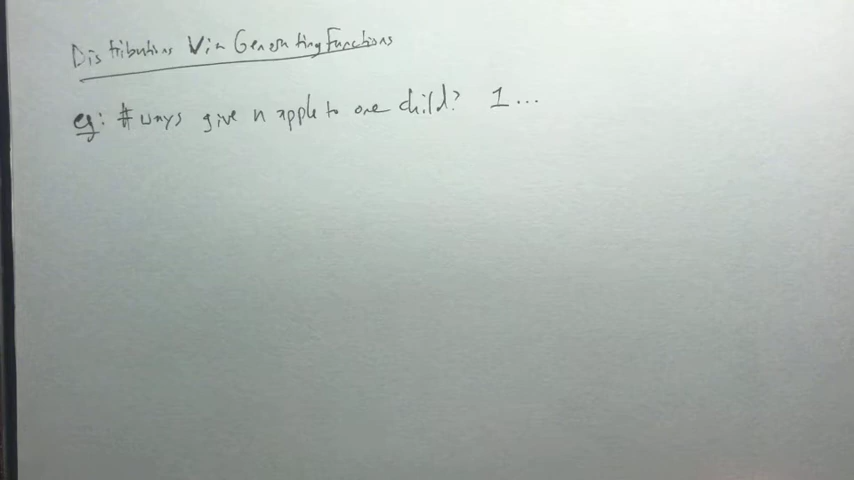 Distributions Via Generating Functions
eg: # ways give n apple to one child? 1...